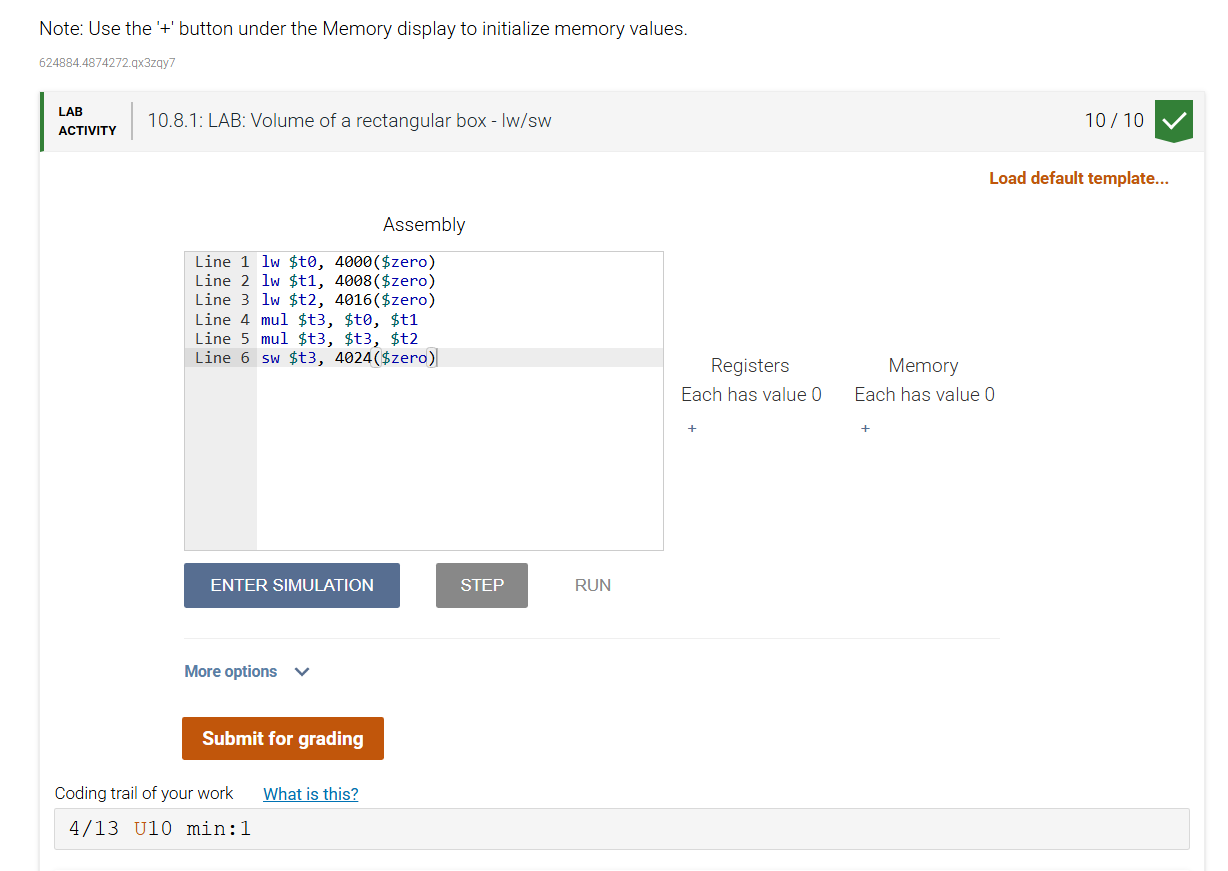 Note: Use the '+' button under the Memory display to initialize memory values.
624884.4874272.qx3zqy7
LAB
ACTIVITY
10.8.1: LAB: Volume of a rectangular box - lw/sw
10 / 10
Load default template...
Assembly
Line 1 lw $t0, 4000($zero)
Line 2 lw $t1, 4008($zero)
Line 3 lw $t2, 4016($zero)
Line 4 mul $t3, $t0, $t1
Line 5 mul $t3, $t3, $t2
Line 6 sw $t3, 4024($zero)
Registers
Each has value 0
+
Memory
Each has value 0
+
ENTER SIMULATION
STEP
RUN
More options
Submit for grading
Coding trail of your work
What is this?
4/13 U10 min:1